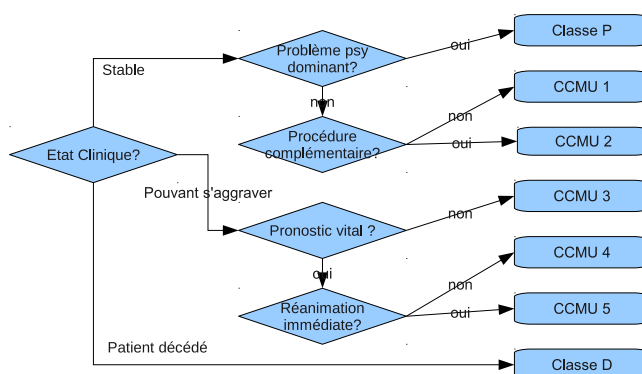 Problème psy
dominant?
oui
Classe P
Stable
non
CCMU 1
non
Procédure
complémentaire?
oui
CCMU 2
Etat Clinique?
Pouvant s'aggraver
Pronostic vital ?
non
CCMU 3
oui
CCMU 4
non
Réanimation
immédiate?
oui
CCMU 5
Patient décédé
Classe D